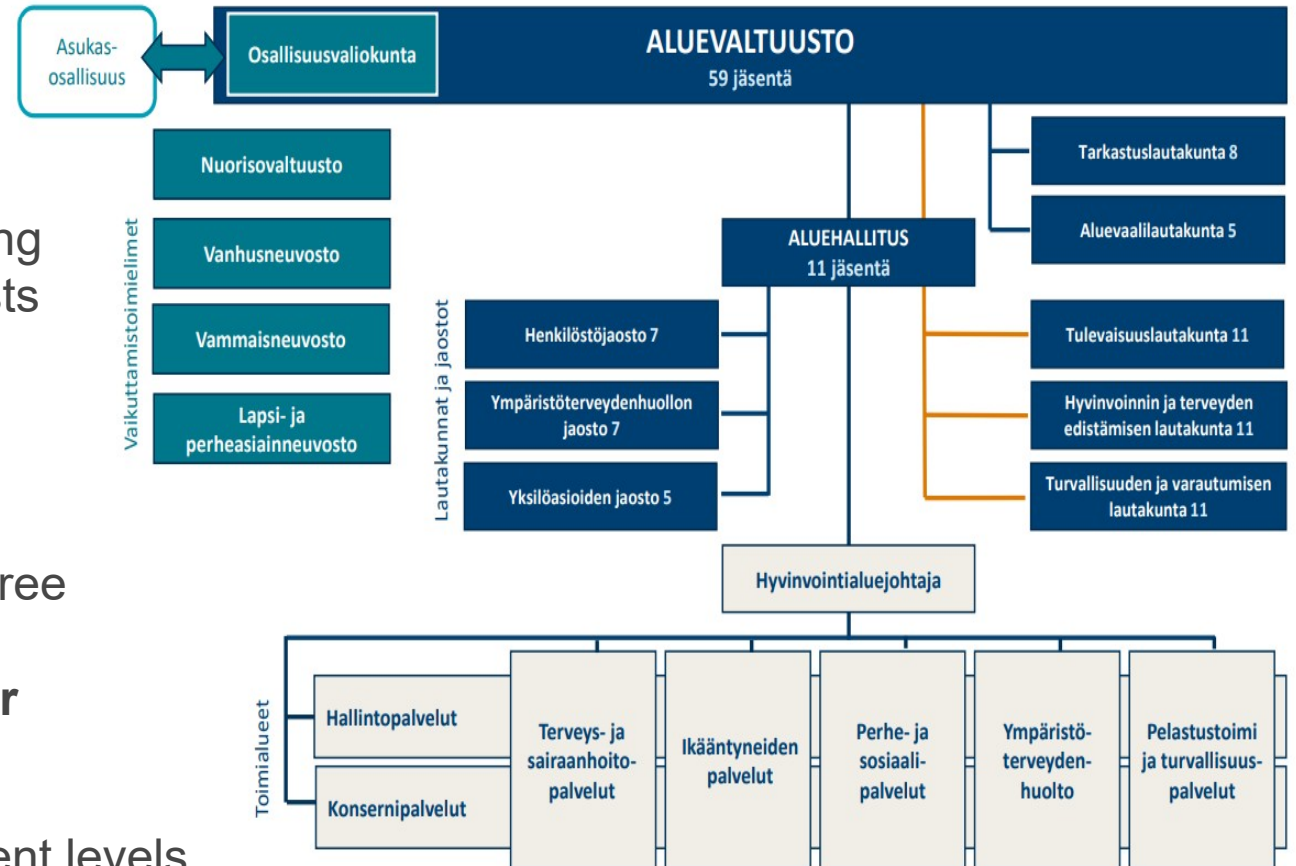 Asukas-
osallisuus
Osallisuusvaliokunta
ALUEVALTUUSTO
59 jäsentä
Vaikuttamistoimielimet
Nuorisovaltuusto
Vanhusneuvosto
Vammaisneuvosto
Lapsi- ja
perheasiainneuvosto
Tarkastuslautakunta 8
Aluevaalilautakunta 5
ALUEHALLITUS
11 jäsentä
Lautakunnat ja jaostot
Henkilöstöjaosto 7
Ympäristöterveydenhuollon
jaosto 7
Yksilöasioiden jaosto 5
Tulevaisuuslautakunta 11
Hyvinvoinnin ja terveyden
edistämisen lautakunta 11
Turvallisuuden ja varautumisen
lautakunta 11
Hyvinvointialuejohtaja
Toimialueet
Hallintopalvelut
Konsernipalvelut
Terveys- ja
sairaanhoito-
palvelut
Ikääntyneiden
palvelut
Perhe- ja
sosiaali-
palvelut
Ympäristö-
terveyden-
huolto
Pelastustoimi
ja turvallisuus-
palvelut
ng
sts
ree
r
ent levels